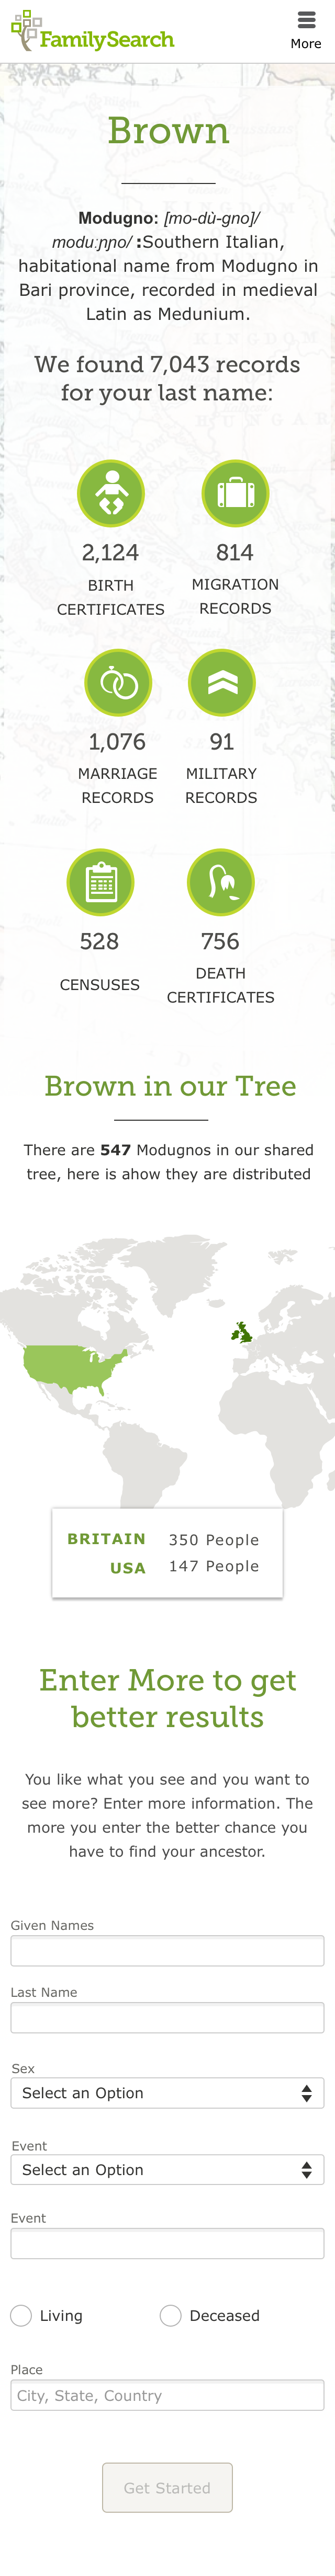 FamilySearch
More
Brown
Modugno: [mo-dù-gno]/
moduːɲɲo/ :Southern Italian,
habitational name from Modugno in
Bari province, recorded in medieval
Latin as Medunium.
We found 7,043 records
for your last name:
2,124
BIRTH
CERTIFICATES
814
MIGRATION
RECORDS
1,076
MARRIAGE
RECORDS
91
MILITARY
RECORDS
528
CENSUSES
756
DEATH
CERTIFICATES
Brown in our Tree
There are 547 Modugnos in our shared
tree, here is ahow they are distributed
BRITAIN 350 People
USA 147 People
Enter More to get
better results
You like what you see and you want to
see more? Enter more information. The
more you enter the better chance you
have to find your ancestor.
Given Names
Last Name
Sex
Select an Option
Event
Select an Option
Event
Living Deceased
Place
City, State, Country
Get Started